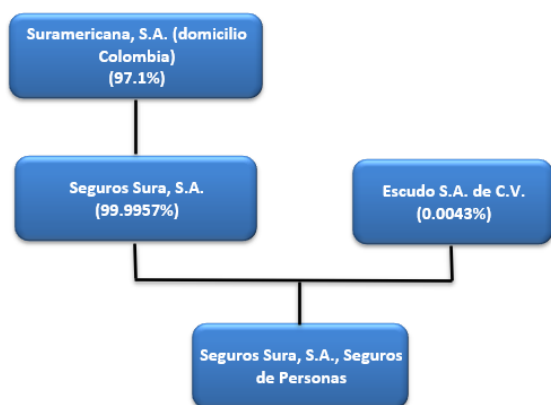 Suramericana, S.A. (domicilio
Colombia)
(97.1%)
Seguros Sura, S.A.
(99.9957%)
Escudo S.A. de C.V.
(0.0043%)
Seguros Sura, S.A., Seguros
de Personas